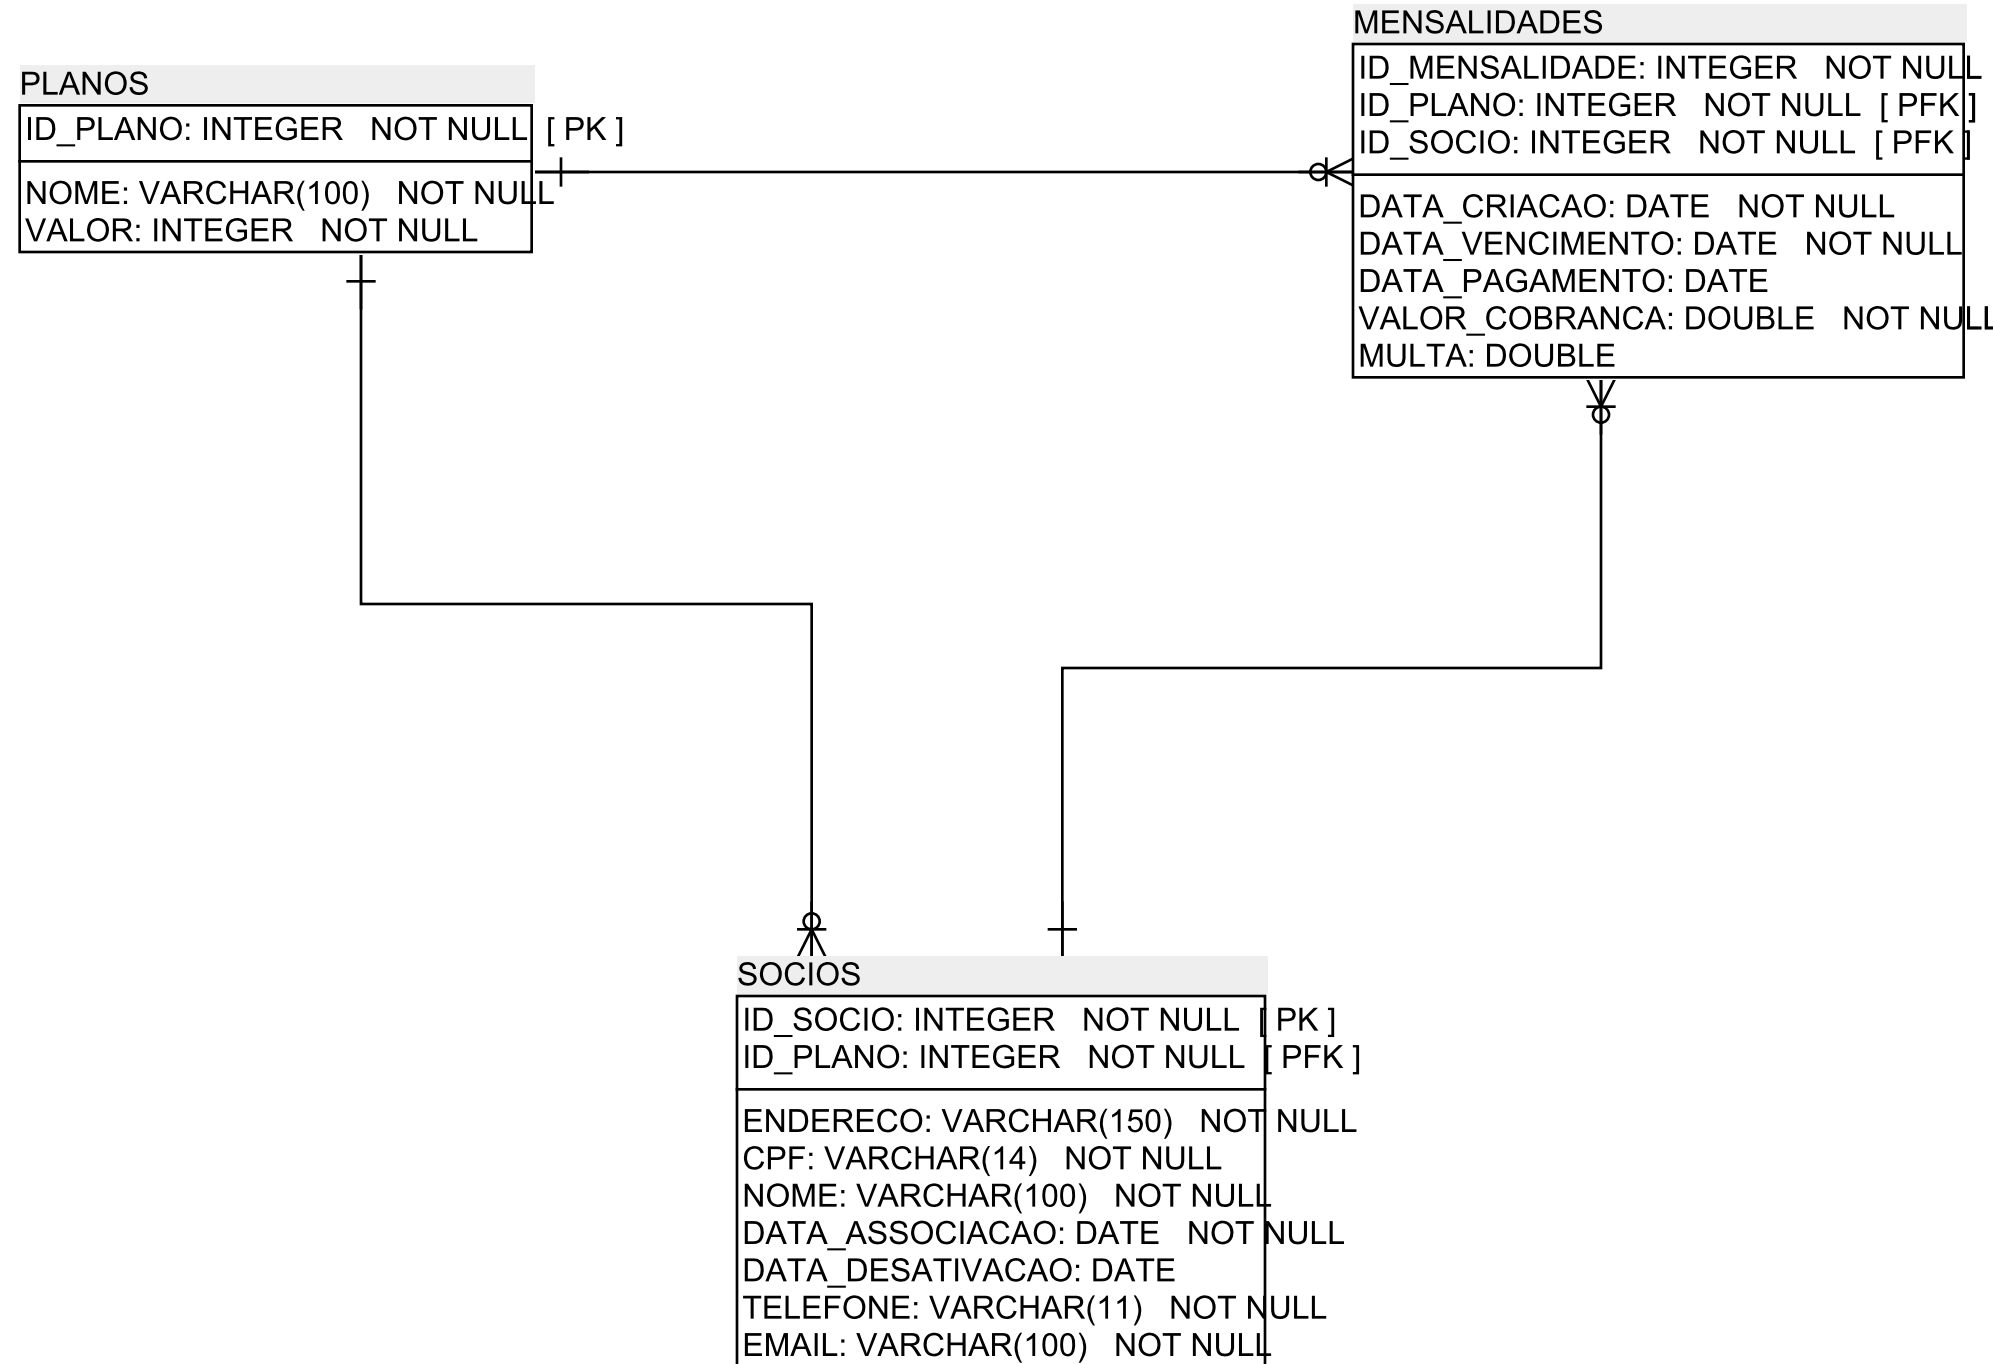 PLANOS
ID_PLANO: INTEGER NOT NULL [ PK ]
NOME: VARCHAR(100) NOT NULL
VALOR: INTEGER NOT NULL
MENSALIDADES
ID_MENSALIDADE: INTEGER NOT NULL
ID_PLANO: INTEGER NOT NULL [ PFK ]
ID_SOCIO: INTEGER NOT NULL [ PFK ]
DATA_CRIACAO: DATE NOT NULL
DATA_VENCIMENTO: DATE NOT NULL
DATA_PAGAMENTO: DATE
VALOR_COBRANCA: DOUBLE NOT NULL
MULTA: DOUBLE
SOCIOS
ID_SOCIO: INTEGER NOT NULL [ PK ]
ID_PLANO: INTEGER NOT NULL [ PFK ]
ENDERECO: VARCHAR(150) NOT NULL
CPF: VARCHAR(14) NOT NULL
NOME: VARCHAR(100) NOT NULL
DATA_ASSOCIACAO: DATE NOT NULL
DATA_DESATIVACAO: DATE
TELEFONE: VARCHAR(11) NOT NULL
EMAIL: VARCHAR(100) NOT NULL